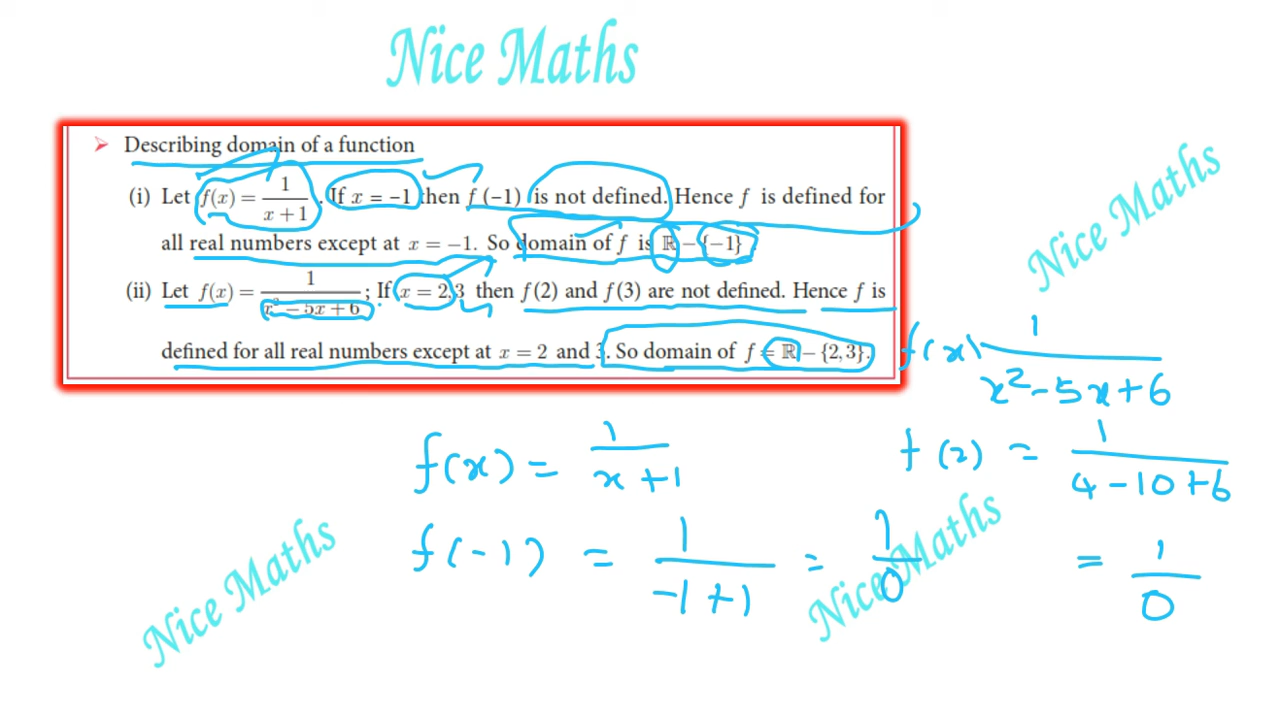 Nice Maths
➤ Describing domain of a function
(i) Let f(x) = 1/(x+1). If x = −1 then f(−1) is not defined. Hence f is defined for
all real numbers except at x = −1. So domain of f is ℝ − {−1}
(ii) Let f(x) = 1/(x² − 5x + 6); If x = 2,3 then f(2) and f(3) are not defined. Hence f is
defined for all real numbers except at x = 2 and 3. So domain of f = ℝ − {2,3}.
Nice Maths
f(x) 1/(x² − 5x + 6)
f(x) = 1/(x + 1)
f(2) = 1/(4 − 10 + 6)
f(−1) = 1/(−1 + 1) = 1/0
= 1/0
Nice Maths
Nice Maths